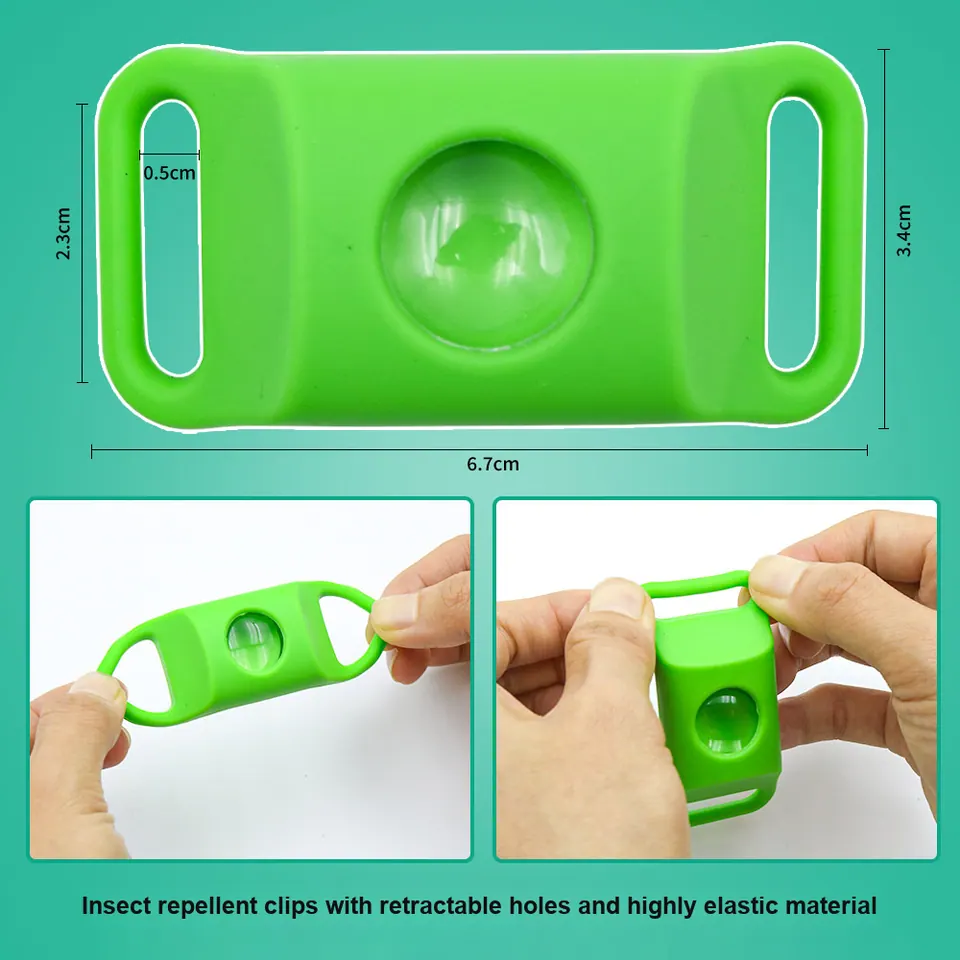 0.5cm
2.3cm
3.4cm
6.7cm
Insect repellent clips with retractable holes and highly elastic material